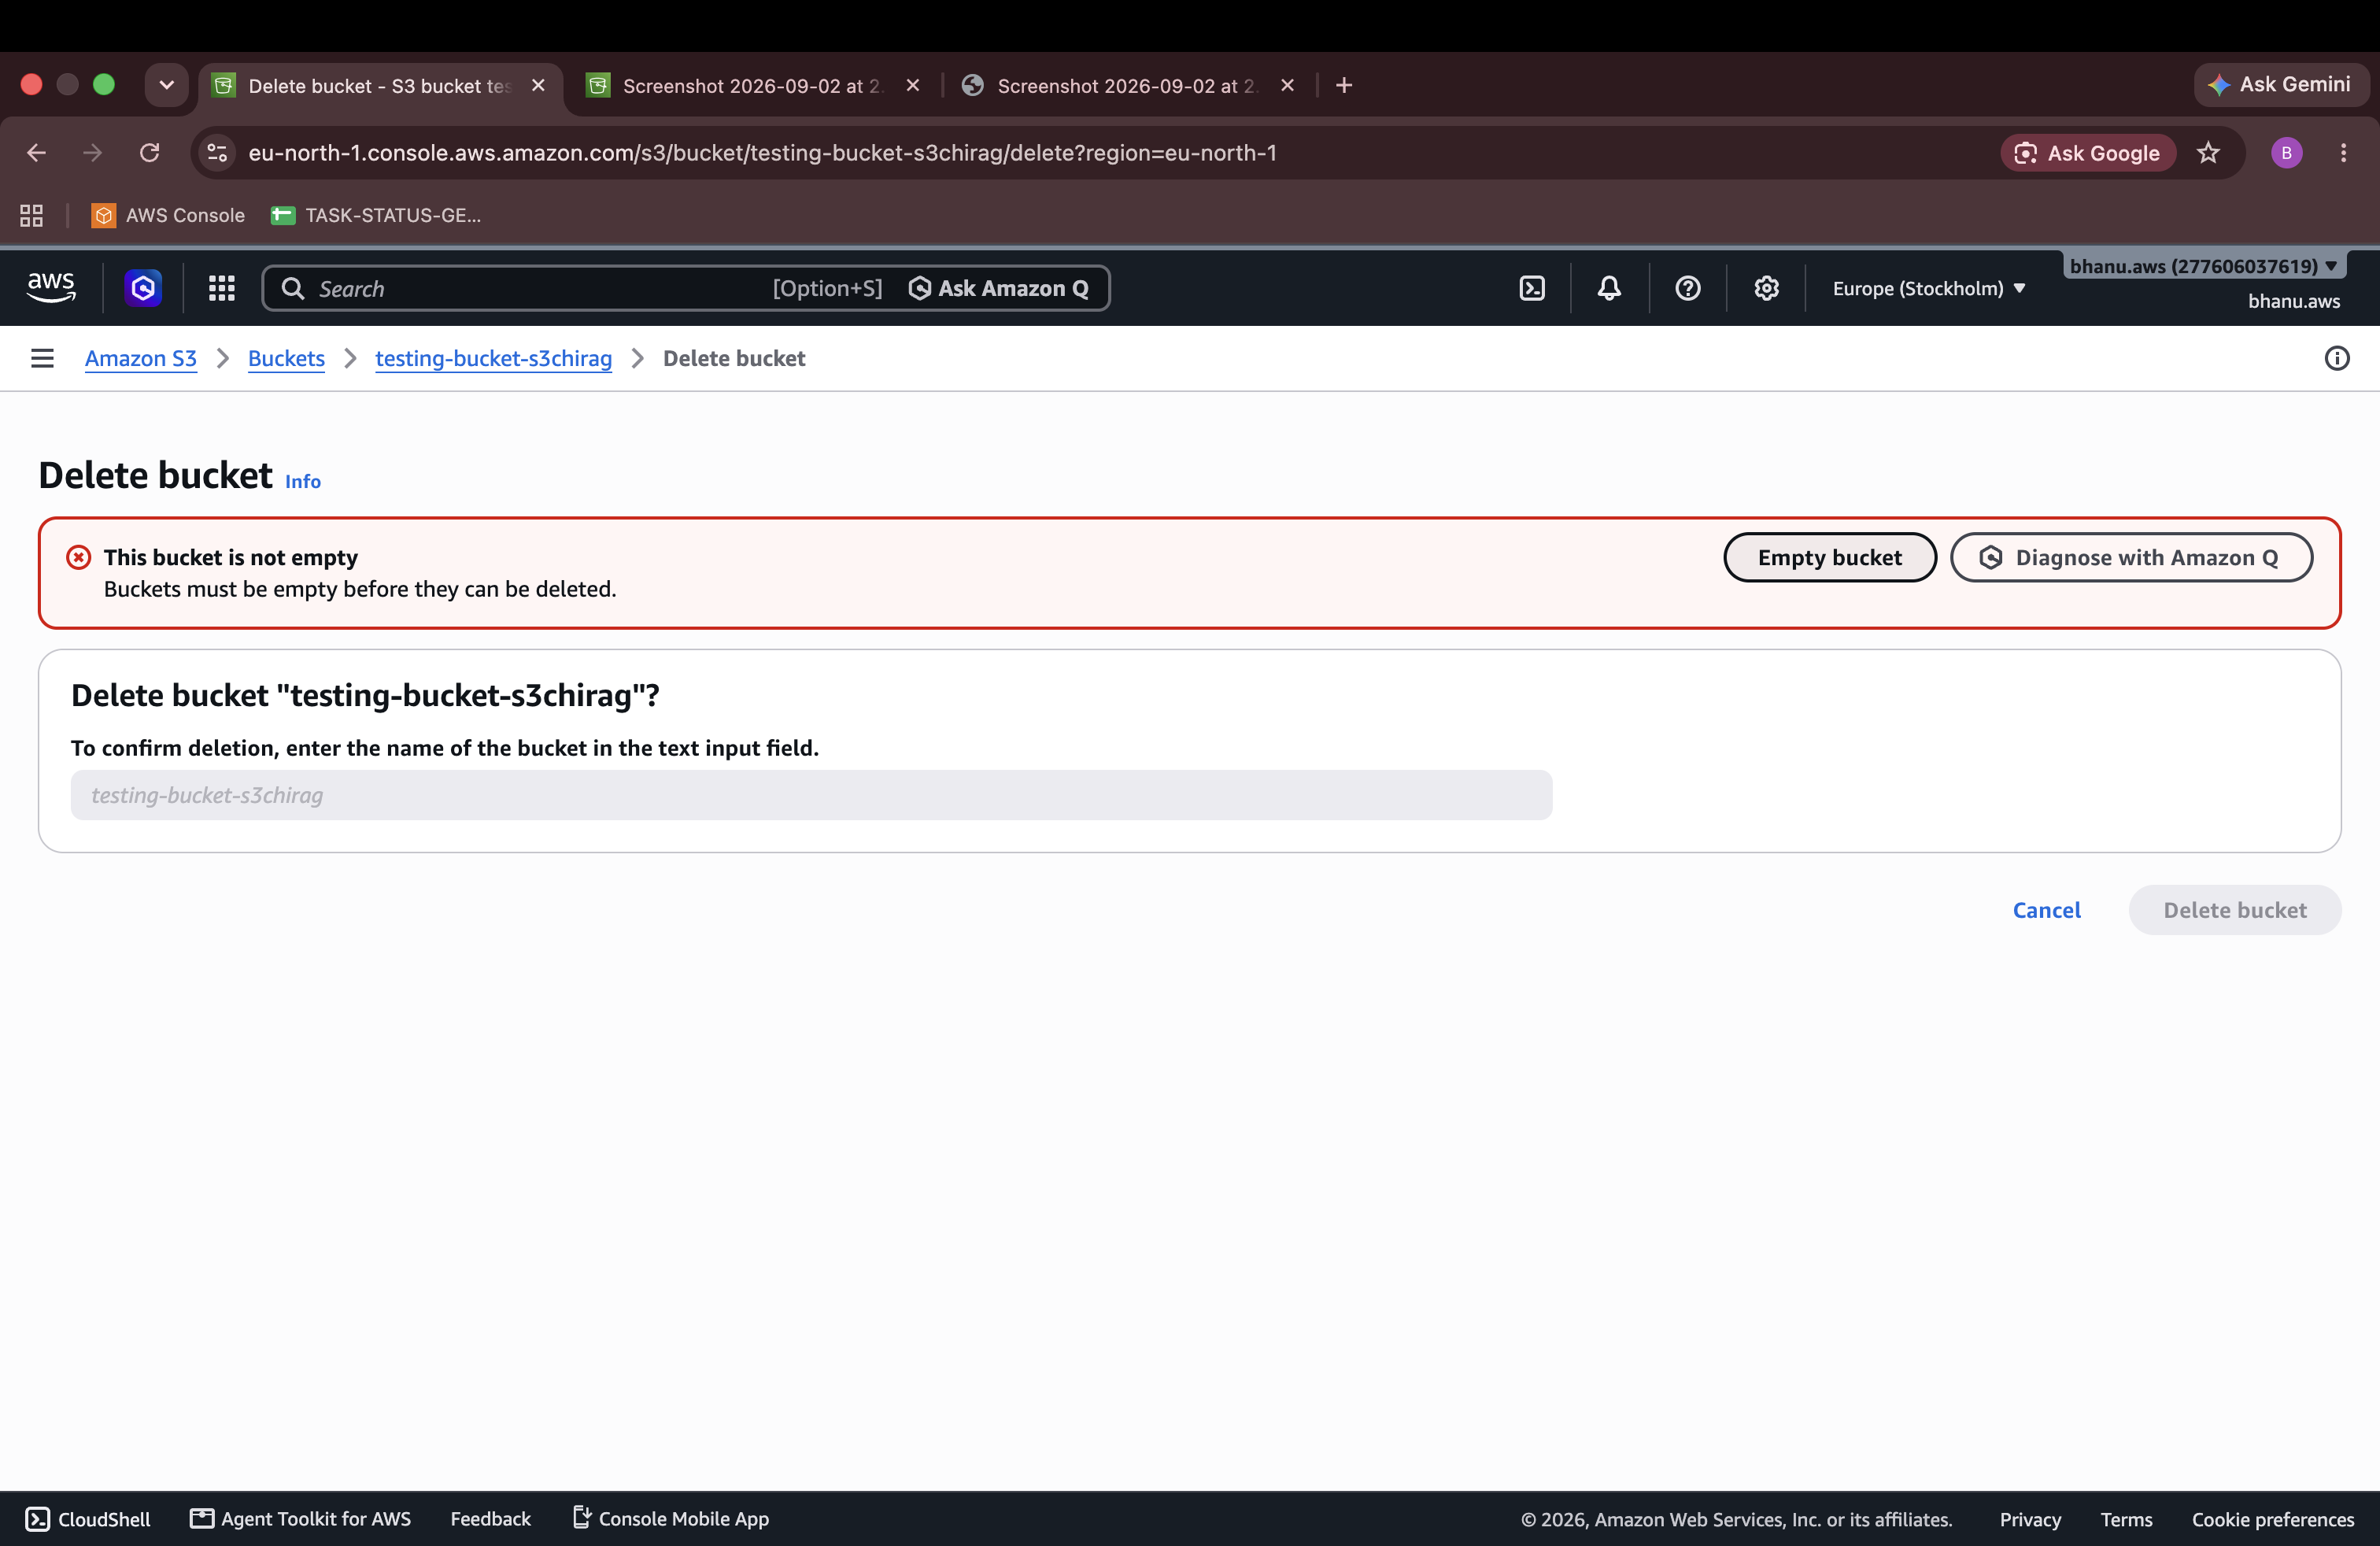 Delete bucket - S3 bucket tes
Screenshot 2026-09-02 at 2.
Screenshot 2026-09-02 at 2.
Ask Gemini
eu-north-1.console.aws.amazon.com/s3/bucket/testing-bucket-s3chirag/delete?region=eu-north-1
Ask Google
B
AWS Console
TASK-STATUS-GE...
aws
Search
[Option+S]
Ask Amazon Q
Europe (Stockholm)
bhanu.aws (277606037619)
bhanu.aws
Amazon S3
Buckets
testing-bucket-s3chirag
Delete bucket
Delete bucket Info
This bucket is not empty
Buckets must be empty before they can be deleted.
Empty bucket
Diagnose with Amazon Q
Delete bucket "testing-bucket-s3chirag"?
To confirm deletion, enter the name of the bucket in the text input field.
testing-bucket-s3chirag
Cancel
Delete bucket
CloudShell
Agent Toolkit for AWS
Feedback
Console Mobile App
© 2026, Amazon Web Services, Inc. or its affiliates.
Privacy
Terms
Cookie preferences